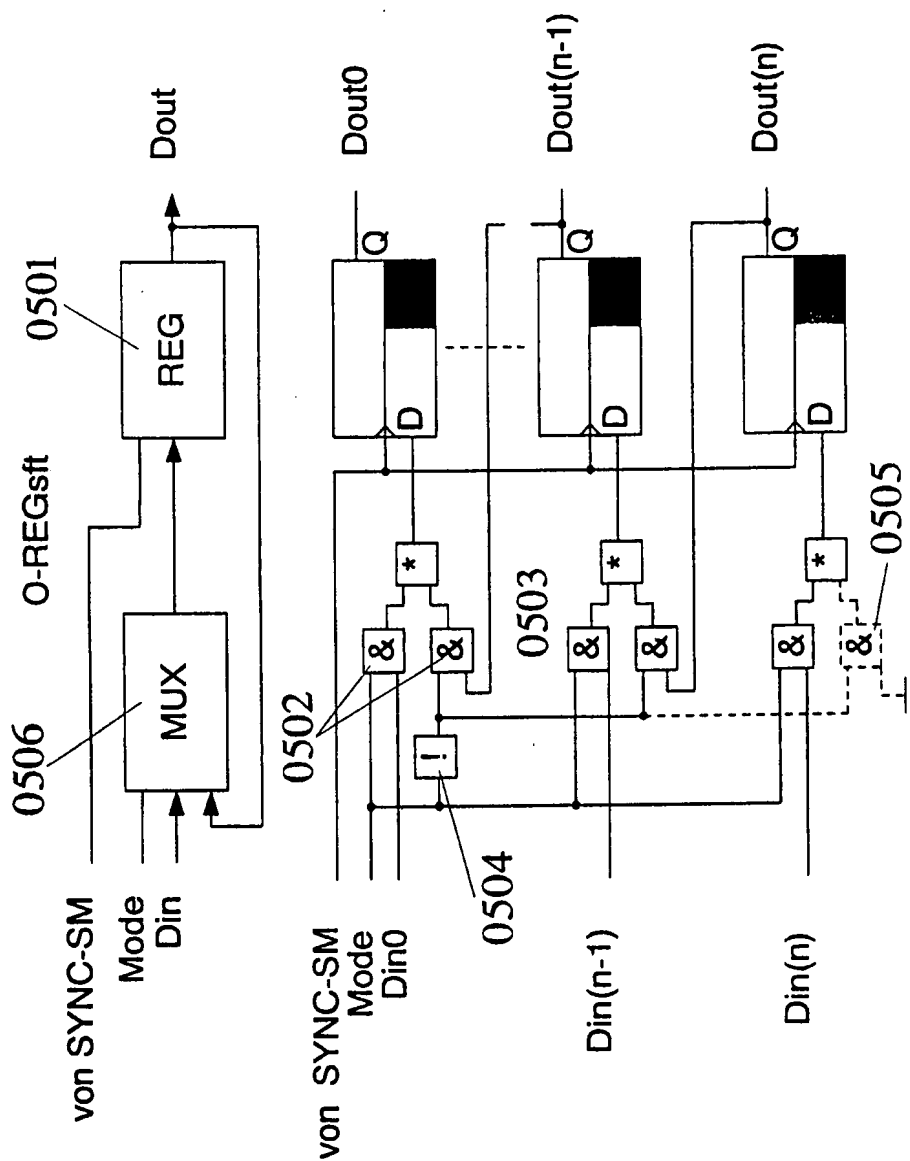 O-REGsft
0506
0501
von SYNC-SM
Mode
Din
MUX
REG
Dout
von SYNC-SM
Mode
Din0
0502
&
&
*
D
Q
Dout0
!
0504
0503
Din(n-1)
&
&
*
D
Q
Dout(n-1)
Din(n)
&
&
*
0505
D
Q
Dout(n)